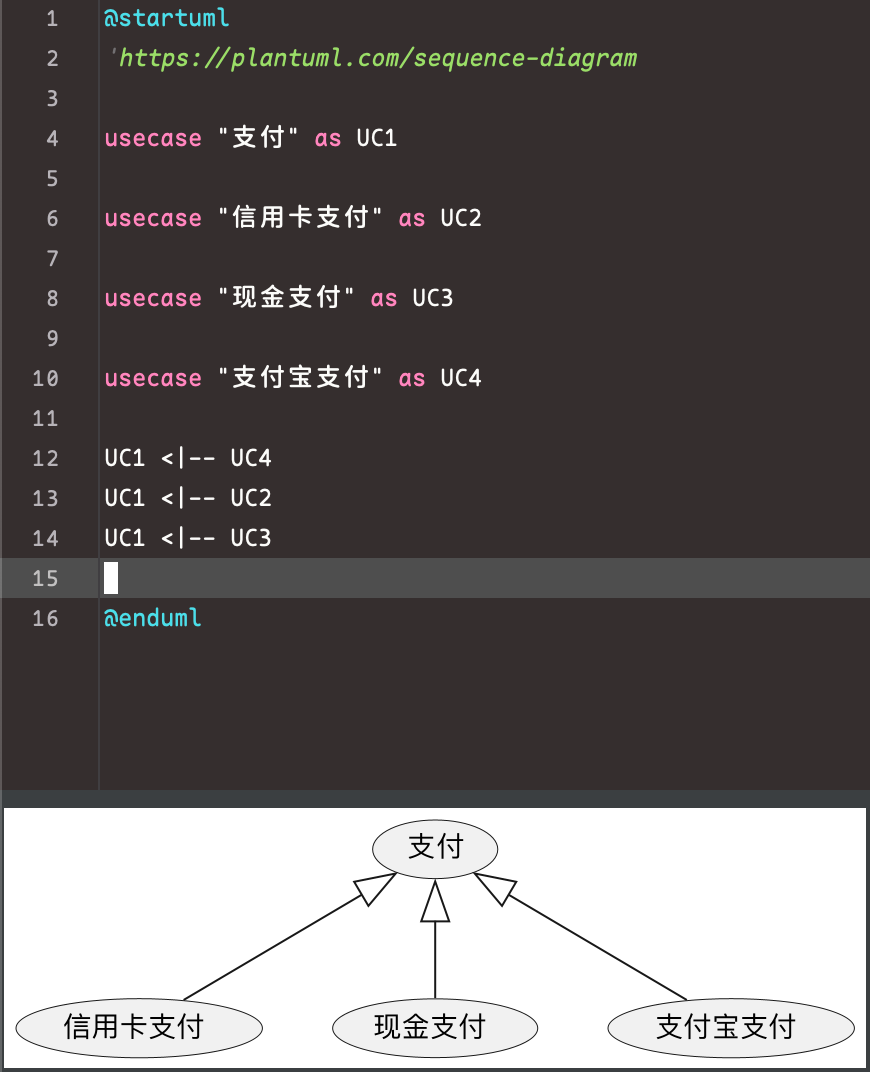 1 @startuml
2 'https://plantuml.com/sequence-diagram
3
4 usecase "支付" as UC1
5
6 usecase "信用卡支付" as UC2
7
8 usecase "现金支付" as UC3
9
10 usecase "支付宝支付" as UC4
11
12 UC1 <|-- UC4
13 UC1 <|-- UC2
14 UC1 <|-- UC3
15
16 @enduml
支付
信用卡支付 现金支付 支付宝支付